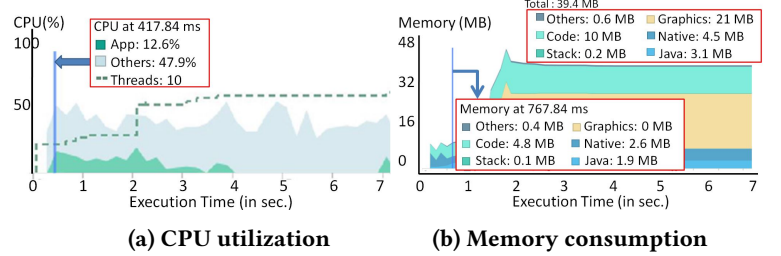 CPU(%)
100
50
CPU at 417.84 ms
App: 12.6%
Others: 47.9%
Threads: 10
0 1 2 3 4 5 6 7
Execution Time (in sec.)
(a) CPU utilization
Total : 39.4 MB
Memory (MB)
48
32
16
0
Others: 0.6 MB Graphics: 21 MB
Code: 10 MB Native: 4.5 MB
Stack: 0.2 MB Java: 3.1 MB
Memory at 767.84 ms
Others: 0.4 MB Graphics: 0 MB
Code: 4.8 MB Native: 2.6 MB
Stack: 0.1 MB Java: 1.9 MB
0 1 2 3 4 5 6 7
Execution Time (in sec.)
(b) Memory consumption